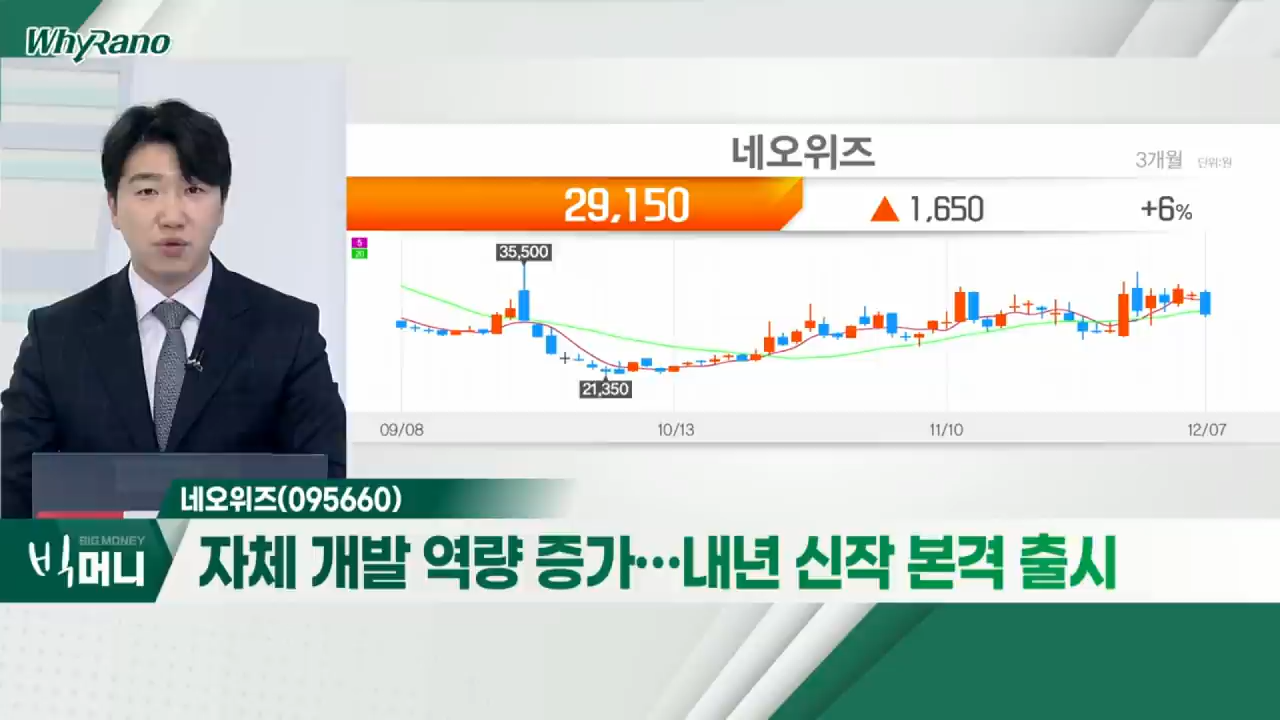 WhyRano
네오위즈
3개월 단위:원
29,150 ▲ 1,650 +6%
5
20
35,500
21,350
09/08 10/13 11/10 12/07
네오위즈(095660)
BIG MONEY
빅머니
자체 개발 역량 증가…내년 신작 본격 출시